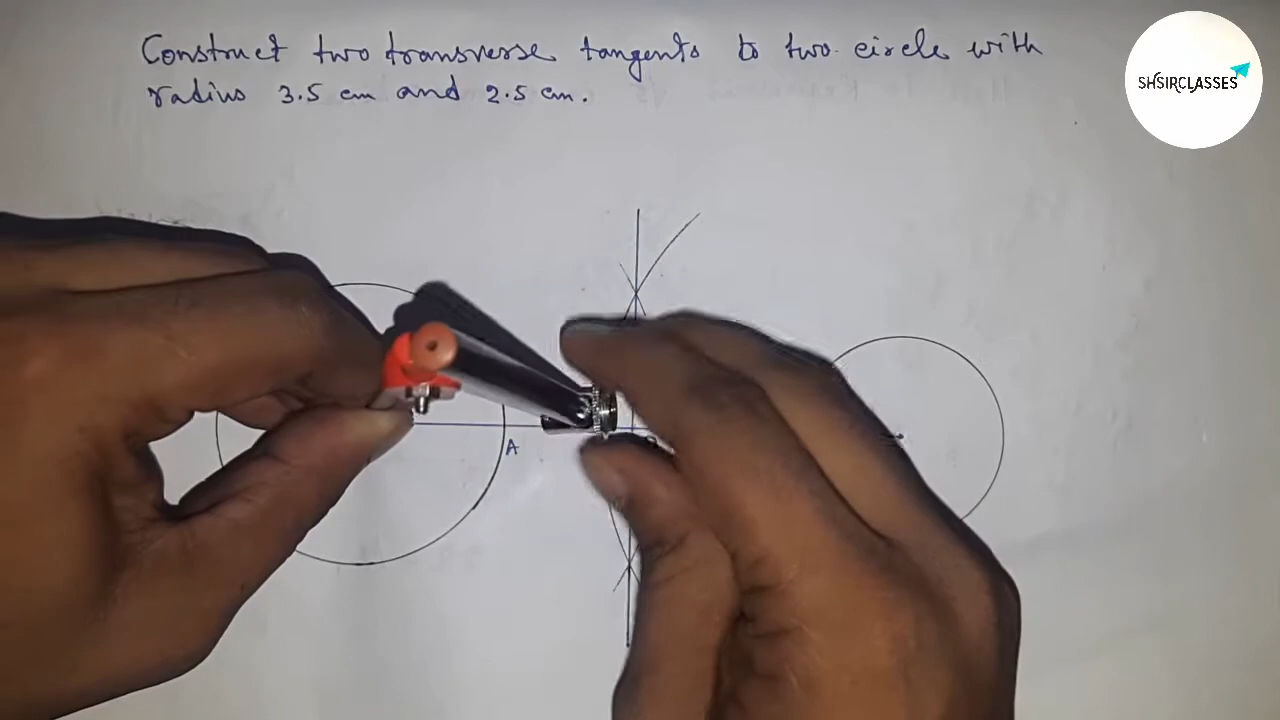 Construct two transverse tangents to two circle with
radius 3.5 cm and 2.5 cm.
SHSIRCLASSES
A